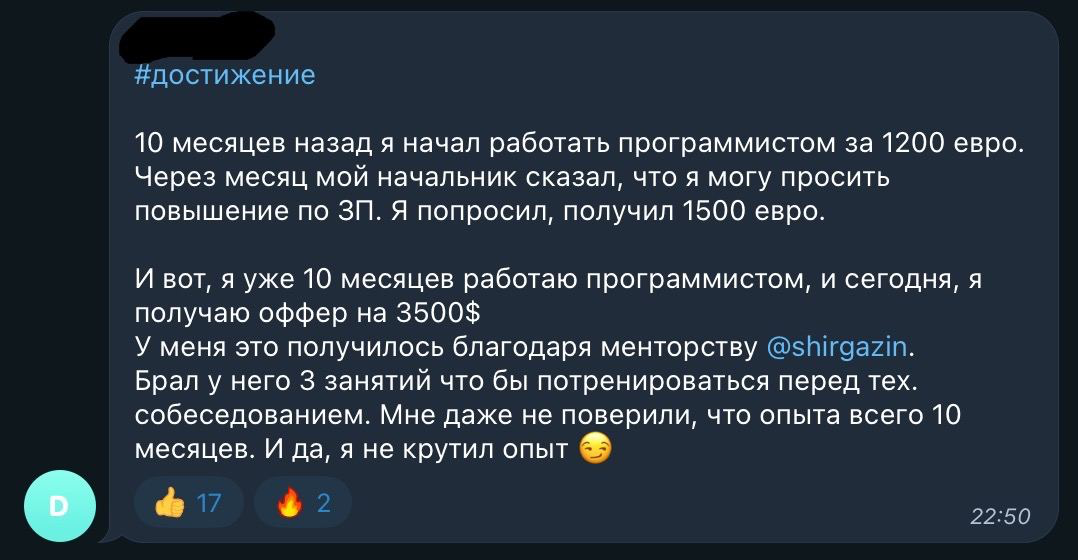 #достижение
10 месяцев назад я начал работать программистом за 1200 евро.
Через месяц мой начальник сказал, что я могу просить
повышение по ЗП. Я попросил, получил 1500 евро.
И вот, я уже 10 месяцев работаю программистом, и сегодня, я
получаю оффер на 3500$
У меня это получилось благодаря менторству @shirgazin.
Брал у него 3 занятий что бы потренироваться перед тех.
собеседованием. Мне даже не поверили, что опыта всего 10
месяцев. И да, я не крутил опыт 😏
👍 17 🔥 2
22:50
D